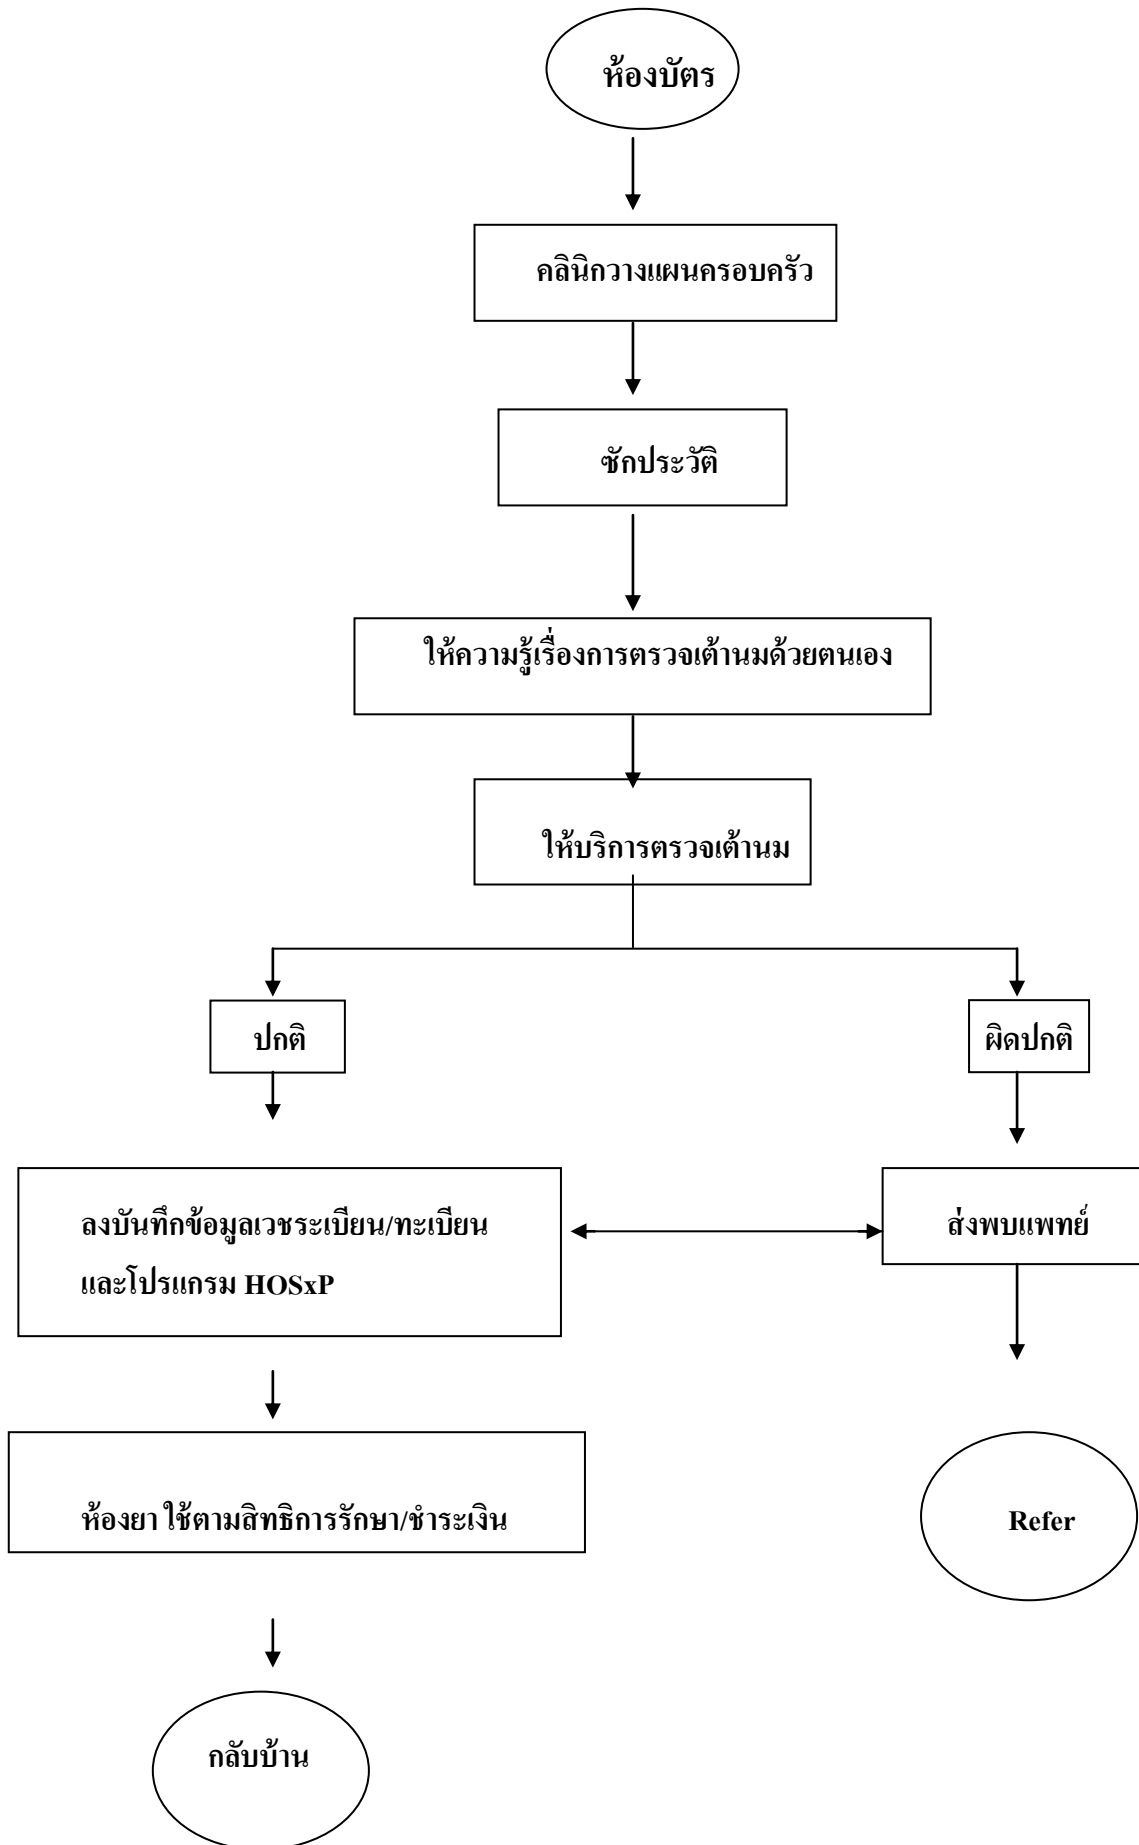 ห้องบัตร
คลินิกวางแผนครอบครัว
ซักประวัติ
ให้ความรู้เรื่องการตรวจเต้านมด้วยตนเอง
ให้บริการตรวจเต้านม
ปกติ
ผิดปกติ
ลงบันทึกข้อมูลเวชระเบียน/ทะเบียน
และโปรแกรม HOSxP
ส่งพบแพทย์
ห้องยา ใช้ตามสิทธิการรักษา/ชำระเงิน
Refer
กลับบ้าน